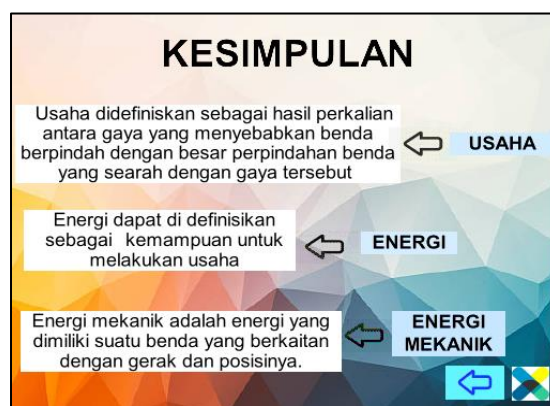 KESIMPULAN
Usaha didefiniskan sebagai hasil perkalian
antara gaya yang menyebabkan benda
berpindah dengan besar perpindahan benda
yang searah dengan gaya tersebut
USAHA
Energi dapat di definisikan
sebagai kemampuan untuk
melakukan usaha
ENERGI
Energi mekanik adalah energi yang
dimiliki suatu benda yang berkaitan
dengan gerak dan posisinya.
ENERGI
MEKANIK